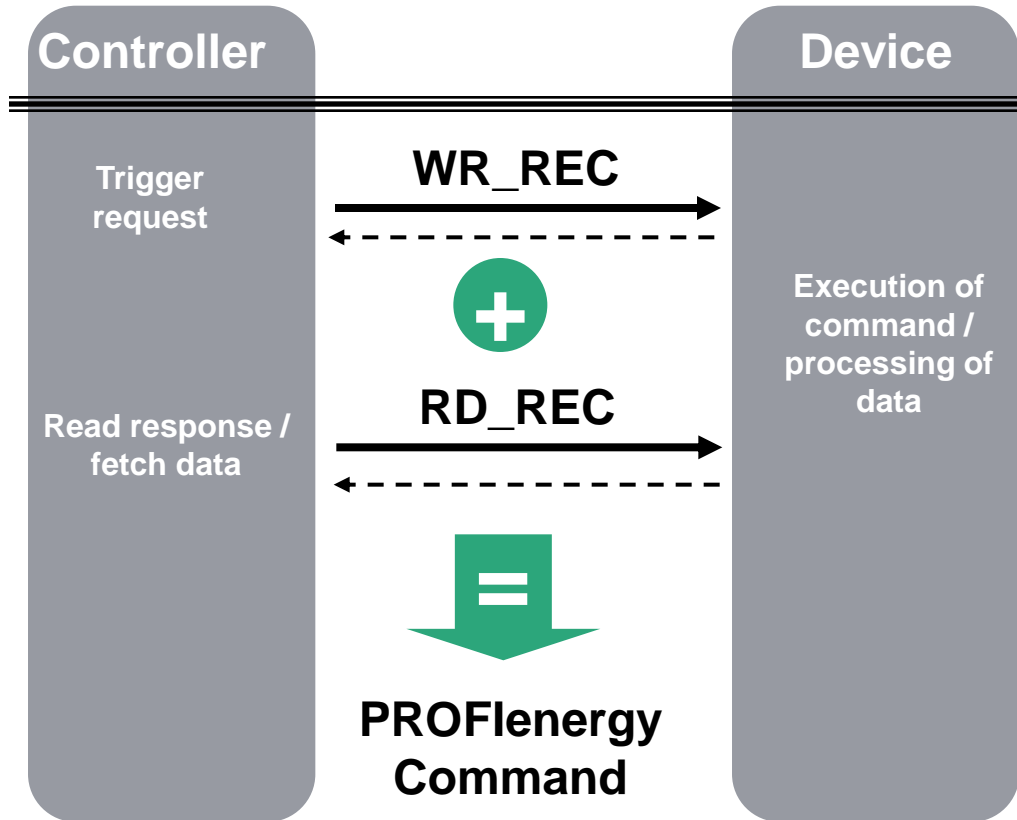 Controller
Device
Trigger
request
WR_REC
+
Execution of
command /
processing of
data
RD_REC
Read response /
fetch data
=
PROFIenergy
Command